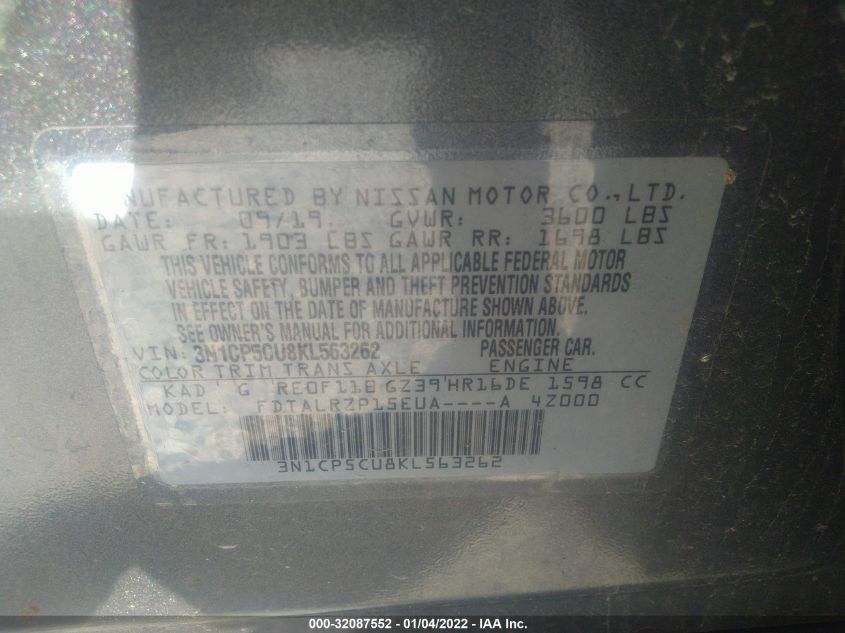 MANUFACTURED BY NISSAN MOTOR CO., LTD.
DATE: 09/19 GVWR: 3600 LBS
GAWR FR: 1903 LBS GAWR RR: 1698 LBS
THIS VEHICLE CONFORMS TO ALL APPLICABLE FEDERAL MOTOR
VEHICLE SAFETY, BUMPER AND THEFT PREVENTION STANDARDS
IN EFFECT ON THE DATE OF MANUFACTURE SHOWN ABOVE.
SEE OWNER'S MANUAL FOR ADDITIONAL INFORMATION.
VIN: 3N1CP5CU8KL563262 PASSENGER CAR.
COLOR TRIM TRANS AXLE ENGINE
KAD G RE0F11B GZ39 HR16DE 1598 CC
MODEL: FDTALRZP15EUA----A 4Z000
3N1CP5CU8KL563262
000-32087552 - 01/04/2022 - IAA Inc.